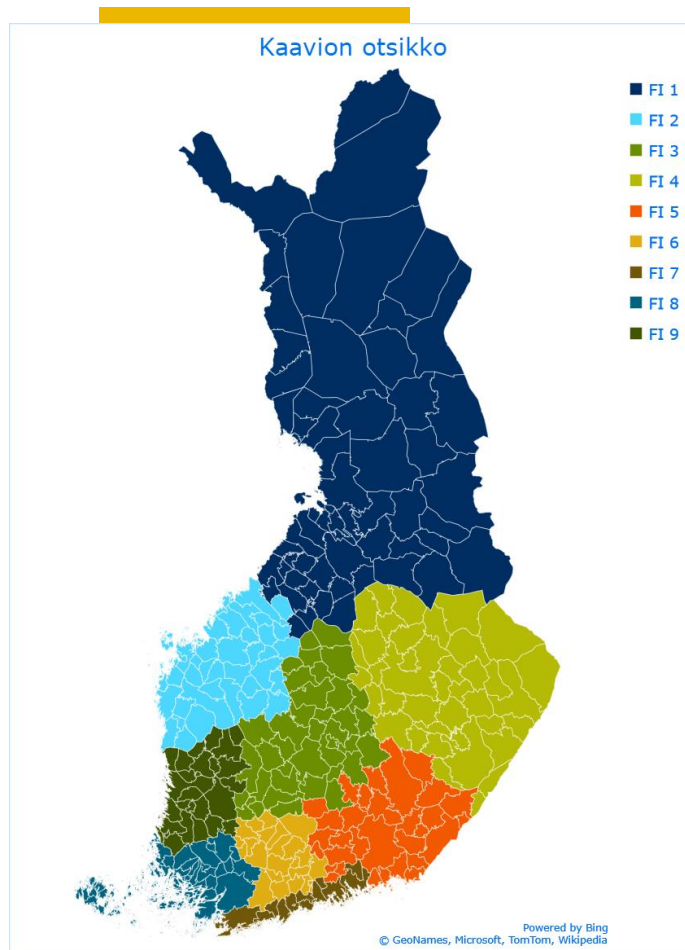 Kaavion otsikko
FI 1
FI 2
FI 3
FI 4
FI 5
FI 6
FI 7
FI 8
FI 9
Powered by Bing
© GeoNames, Microsoft, TomTom, Wikipedia